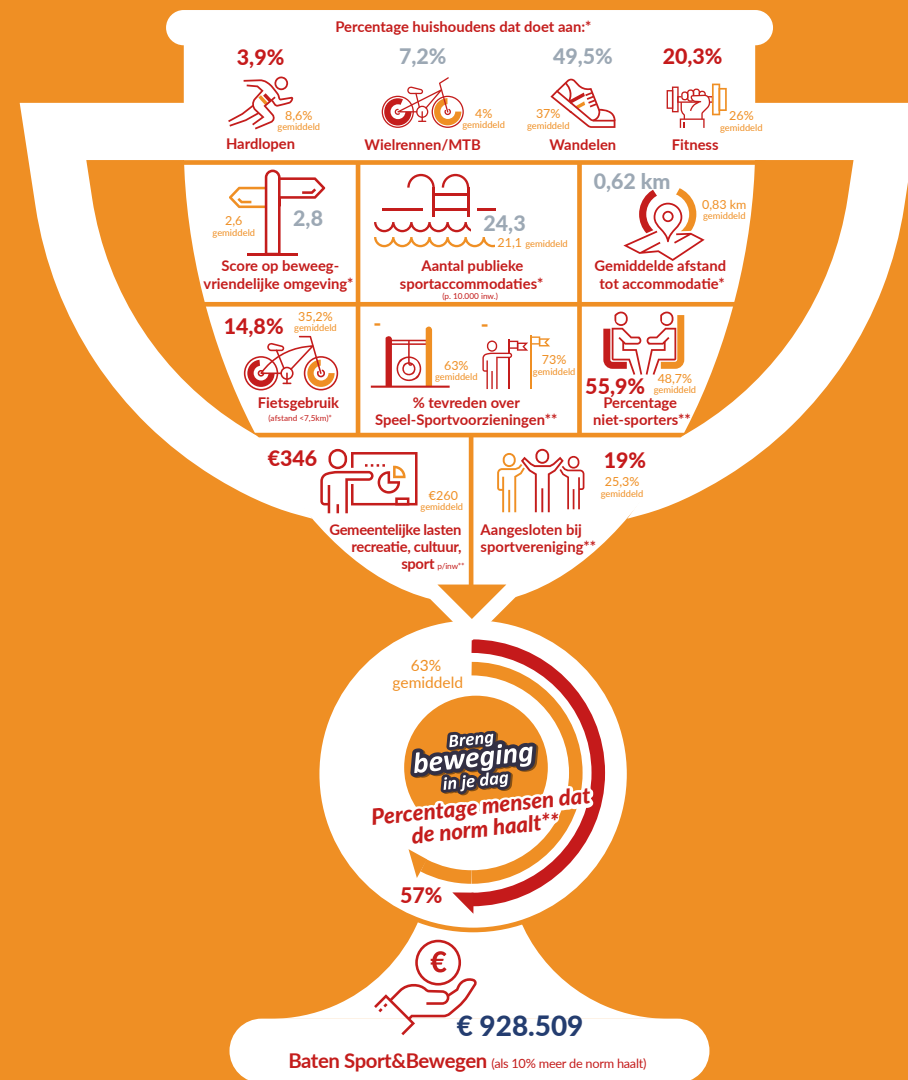 Percentage huishoudens dat doet aan:*
3,9%
8,6%
gemiddeld
Hardlopen
7,2%
4%
gemiddeld
Wielrennen/MTB
49,5%
37%
gemiddeld
Wandelen
20,3%
26%
gemiddeld
Fitness
2,6
gemiddeld
2,8
Score op beweeg-
vriendelijke omgeving*
24,3
21,1 gemiddeld
Aantal publieke
sportaccommodaties*
(p. 10.000 inw.)
0,62 km
0,83 km
gemiddeld
Gemiddelde afstand
tot accommodatie*
14,8%
35,2%
gemiddeld
Fietsgebruik
(afstand <7,5km)*
-
63%
gemiddeld
-
73%
gemiddeld
% tevreden over
Speel-Sportvoorzieningen**
55,9%
48,7%
gemiddeld
Percentage
niet-sporters**
€346
€260
gemiddeld
Gemeentelijke lasten
recreatie, cultuur,
sport p/inw**
19%
25,3%
gemiddeld
Aangesloten bij
sportvereniging**
63%
gemiddeld
Breng
beweging
in je dag
Percentage mensen dat
de norm haalt**
57%
€
€ 928.509
Baten Sport&Bewegen (als 10% meer de norm haalt)